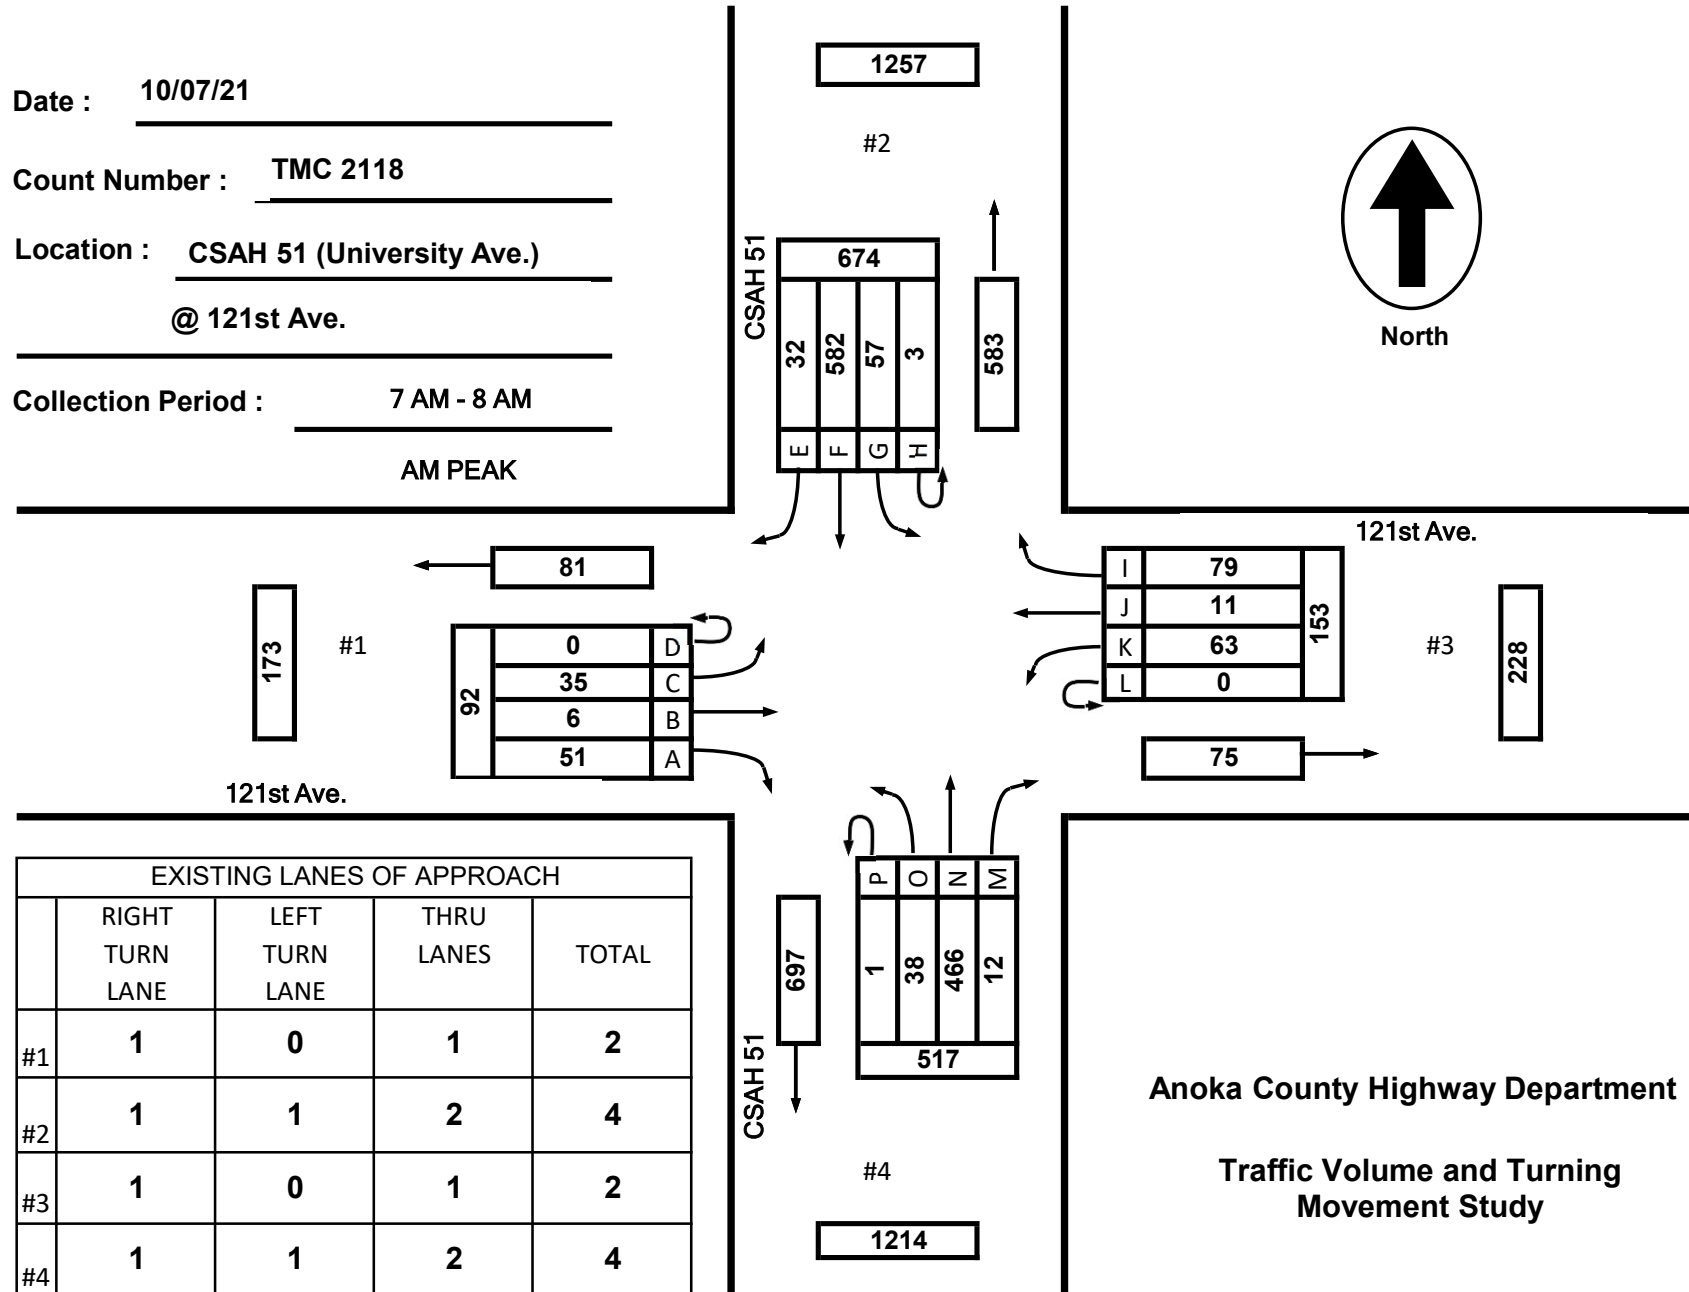 Date : 10/07/21
Count Number : TMC 2118
Location : CSAH 51 (University Ave.)
@ 121st Ave.
Collection Period : 7 AM - 8 AM
AM PEAK
1257
#2
CSAH 51
674
32 582 57 3
E F G H
583
North
121st Ave.
81
173
#1
92
0 D
35 C
6 B
51 A
121st Ave.
I 79
J 11
K 63
L 0
153
#3
228
75
697
P O N M
1 38 466 12
517
CSAH 51
#4
1214
EXISTING LANES OF APPROACH
RIGHT TURN LANE LEFT TURN LANE THRU LANES TOTAL
#1 1 0 1 2
#2 1 1 2 4
#3 1 0 1 2
#4 1 1 2 4
Anoka County Highway Department
Traffic Volume and Turning
Movement Study